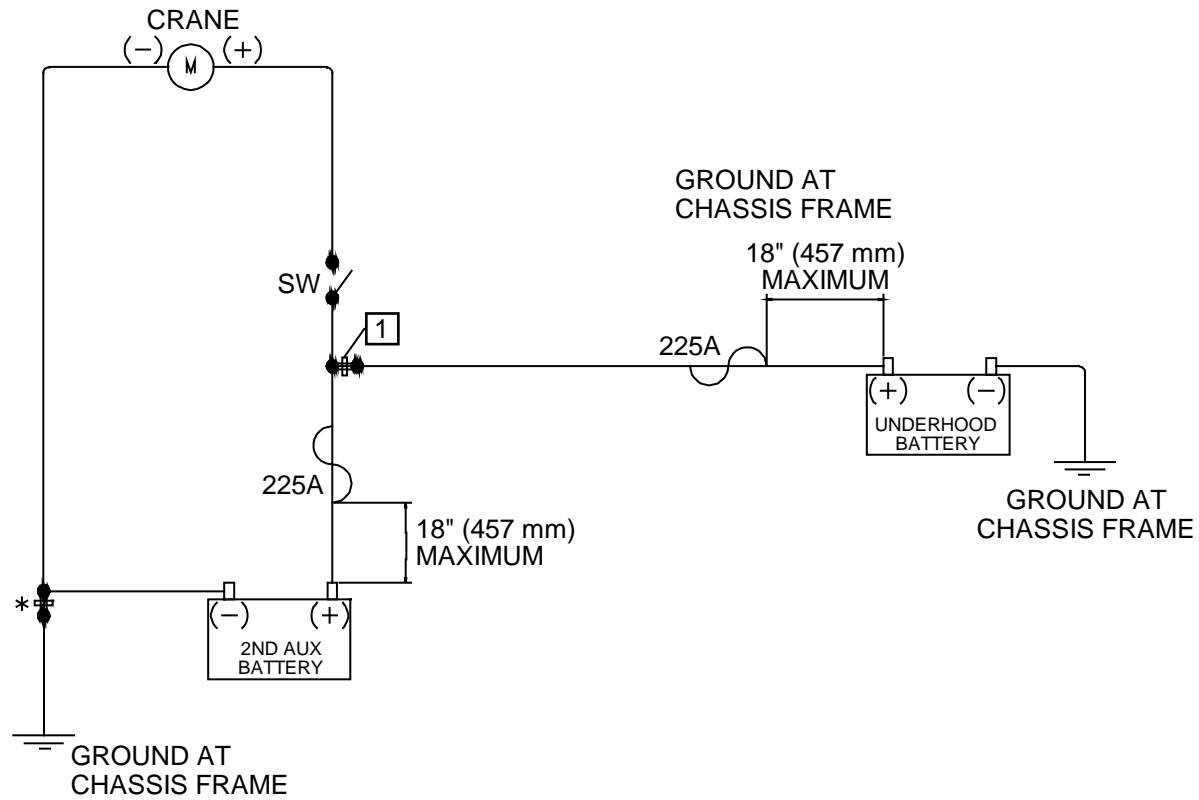 CRANE
(-) M (+)
GROUND AT
CHASSIS FRAME
18" (457 mm)
MAXIMUM
SW
1
225A
(+) (-)
UNDERHOOD
BATTERY
225A
GROUND AT
CHASSIS FRAME
18" (457 mm)
MAXIMUM
*
(-) (+)
2ND AUX
BATTERY
GROUND AT
CHASSIS FRAME